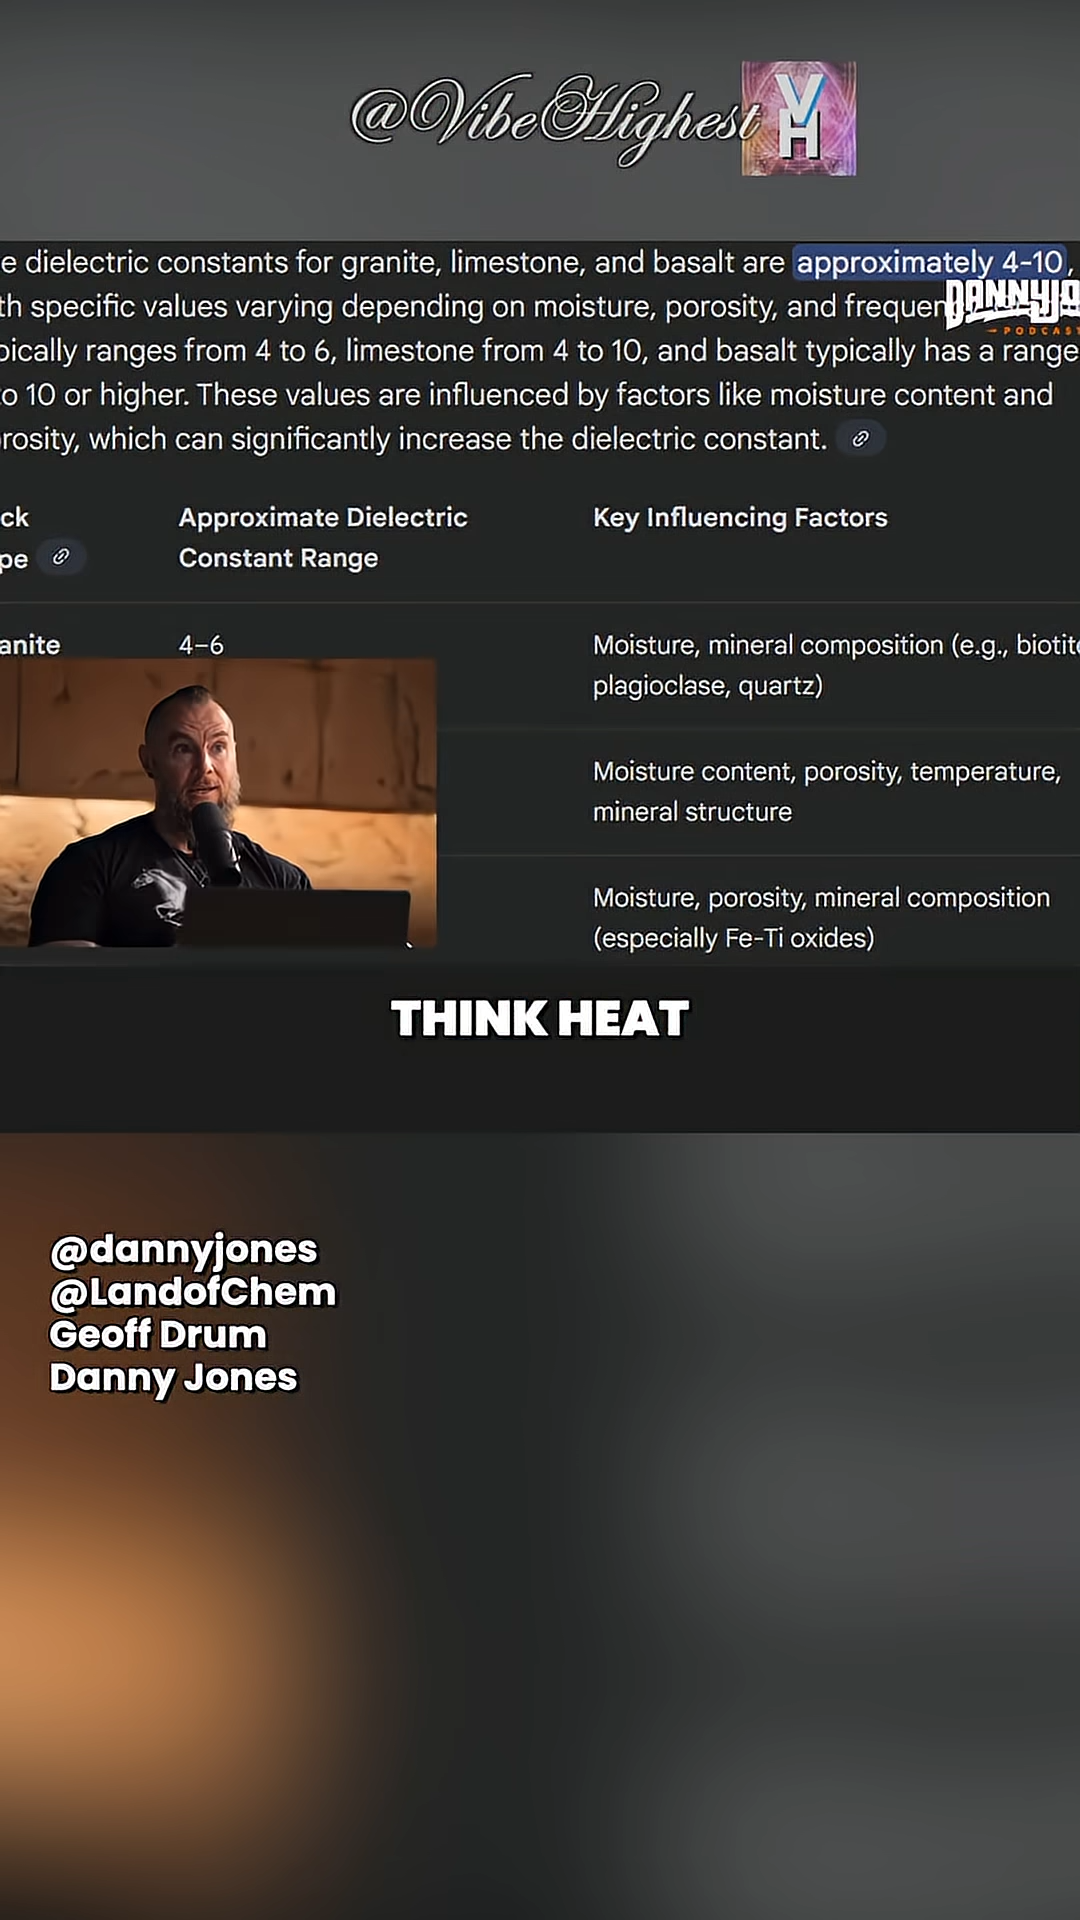 @VibeHighest VH
e dielectric constants for granite, limestone, and basalt are approximately 4-10,
th specific values varying depending on moisture, porosity, and frequen
DANNYJO
PODCAST
pically ranges from 4 to 6, limestone from 4 to 10, and basalt typically has a range
to 10 or higher. These values are influenced by factors like moisture content and
rosity, which can significantly increase the dielectric constant.
ck
pe
Approximate Dielectric
Constant Range
Key Influencing Factors
anite
4–6
Moisture, mineral composition (e.g., biotite
plagioclase, quartz)
Moisture content, porosity, temperature,
mineral structure
Moisture, porosity, mineral composition
(especially Fe-Ti oxides)
THINK HEAT
@dannyjones
@LandofChem
Geoff Drum
Danny Jones